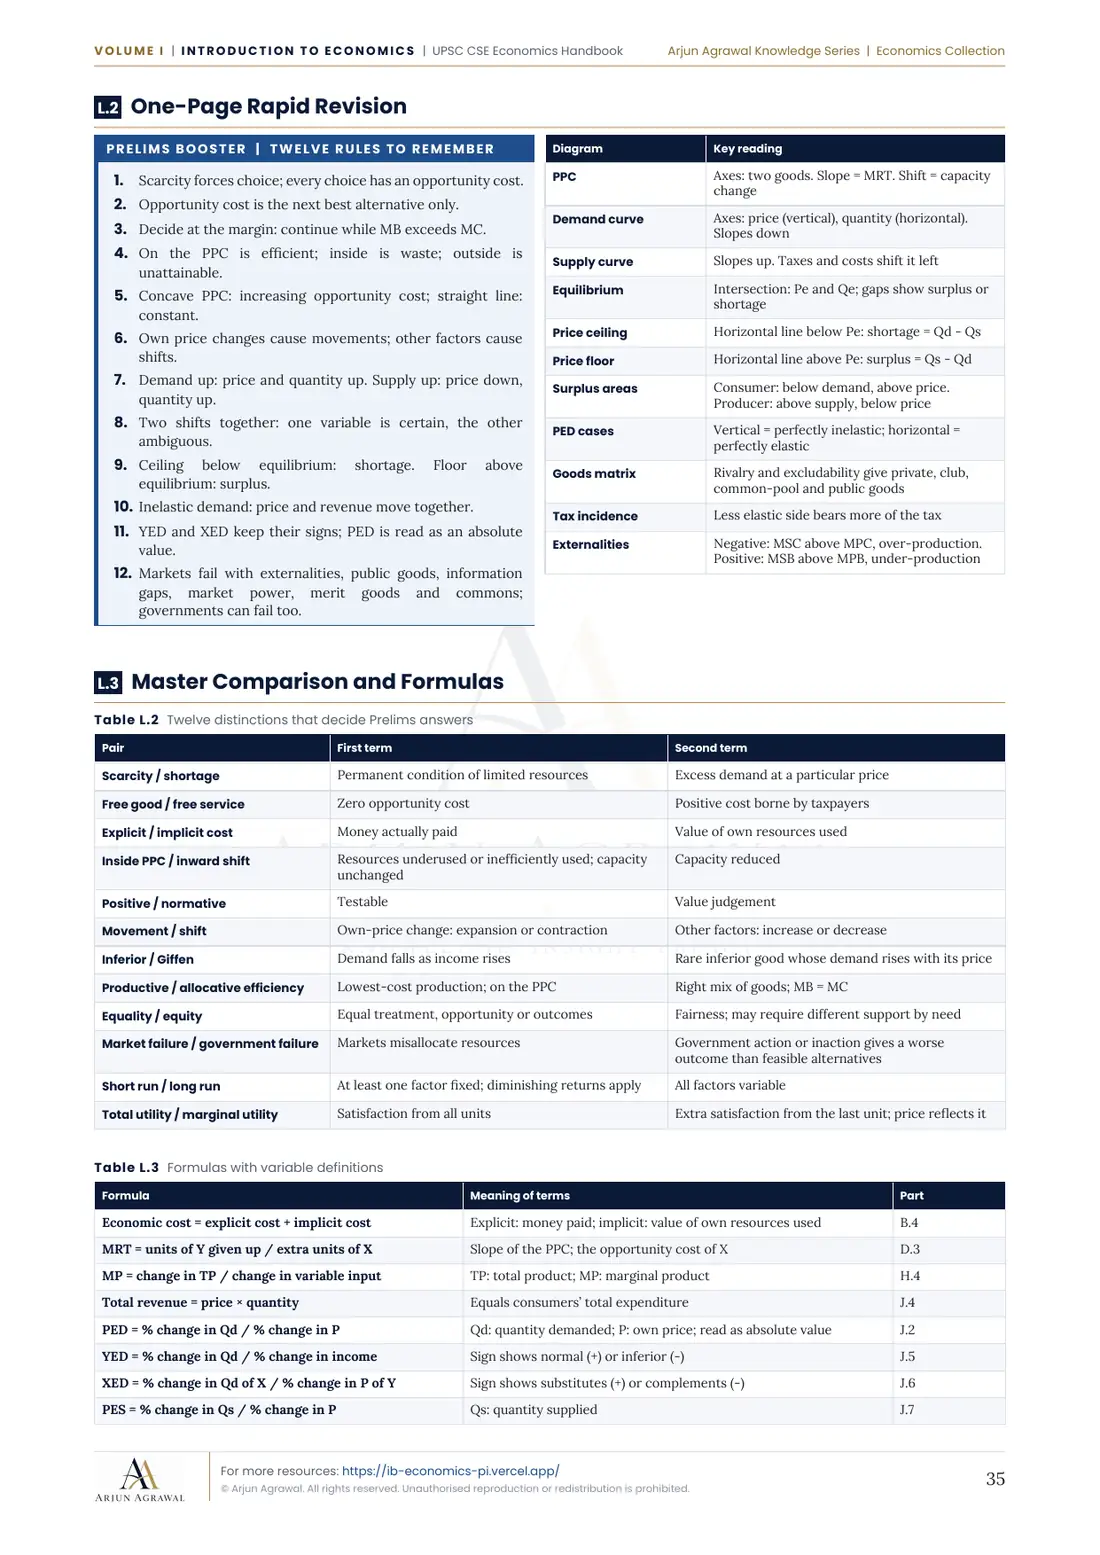 VOLUME I | INTRODUCTION TO ECONOMICS | UPSC CSE Economics Handbook
Arjun Agrawal Knowledge Series | Economics Collection
L.2 One-Page Rapid Revision
PRELIMS BOOSTER | TWELVE RULES TO REMEMBER
1. Scarcity forces choice; every choice has an opportunity cost.
2. Opportunity cost is the next best alternative only.
3. Decide at the margin: continue while MB exceeds MC.
4. On the PPC is efficient; inside is waste; outside is
unattainable.
5. Concave PPC: increasing opportunity cost; straight line:
constant.
6. Own price changes cause movements; other factors cause
shifts.
7. Demand up: price and quantity up. Supply up: price down,
quantity up.
8. Two shifts together: one variable is certain, the other
ambiguous.
9. Ceiling below equilibrium: shortage. Floor above
equilibrium: surplus.
10. Inelastic demand: price and revenue move together.
11. YED and XED keep their signs; PED is read as an absolute
value.
12. Markets fail with externalities, public goods, information
gaps, market power, merit goods and commons;
governments can fail too.
Diagram Key reading
PPC Axes: two goods. Slope = MRT. Shift = capacity
change
Demand curve Axes: price (vertical), quantity (horizontal).
Slopes down
Supply curve Slopes up. Taxes and costs shift it left
Equilibrium Intersection: Pe and Qe; gaps show surplus or
shortage
Price ceiling Horizontal line below Pe: shortage = Qd - Qs
Price floor Horizontal line above Pe: surplus = Qs - Qd
Surplus areas Consumer: below demand, above price.
Producer: above supply, below price
PED cases Vertical = perfectly inelastic; horizontal =
perfectly elastic
Goods matrix Rivalry and excludability give private, club,
common-pool and public goods
Tax incidence Less elastic side bears more of the tax
Externalities Negative: MSC above MPC, over-production.
Positive: MSB above MPB, under-production
L.3 Master Comparison and Formulas
Table L.2 Twelve distinctions that decide Prelims answers
Pair First term Second term
Scarcity / shortage Permanent condition of limited resources Excess demand at a particular price
Free good / free service Zero opportunity cost Positive cost borne by taxpayers
Explicit / implicit cost Money actually paid Value of own resources used
Inside PPC / inward shift Resources underused or inefficiently used; capacity Capacity reduced
unchanged
Positive / normative Testable Value judgement
Movement / shift Own-price change: expansion or contraction Other factors: increase or decrease
Inferior / Giffen Demand falls as income rises Rare inferior good whose demand rises with its price
Productive / allocative efficiency Lowest-cost production; on the PPC Right mix of goods; MB = MC
Equality / equity Equal treatment, opportunity or outcomes Fairness; may require different support by need
Market failure / government failure Markets misallocate resources Government action or inaction gives a worse
outcome than feasible alternatives
Short run / long run At least one factor fixed; diminishing returns apply All factors variable
Total utility / marginal utility Satisfaction from all units Extra satisfaction from the last unit; price reflects it
Table L.3 Formulas with variable definitions
Formula Meaning of terms Part
Economic cost = explicit cost + implicit cost Explicit: money paid; implicit: value of own resources used B.4
MRT = units of Y given up / extra units of X Slope of the PPC; the opportunity cost of X D.3
MP = change in TP / change in variable input TP: total product; MP: marginal product H.4
Total revenue = price × quantity Equals consumers' total expenditure J.4
PED = % change in Qd / % change in P Qd: quantity demanded; P: own price; read as absolute value J.2
YED = % change in Qd / % change in income Sign shows normal (+) or inferior (-) J.5
XED = % change in Qd of X / % change in P of Y Sign shows substitutes (+) or complements (-) J.6
PES = % change in Qs / % change in P Qs: quantity supplied J.7
ARJUN AGRAWAL
For more resources: https://ib-economics-pi.vercel.app/
© Arjun Agrawal. All rights reserved. Unauthorised reproduction or redistribution is prohibited.
35